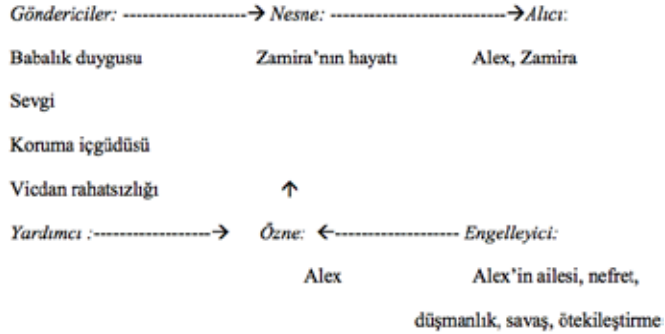 Göndericiler: --------------------→ Nesne: ----------------------------→Alıcı:
Babalık duygusu Zamira’nın hayatı Alex, Zamira
Sevgi
Koruma içgüdüsü
Vicdan rahatsızlığı ↑
Yardımcı :-------------------→ Özne: ←-------------------- Engelleyici:
Alex Alex’in ailesi, nefret,
düşmanlık, savaş, ötekileştirme